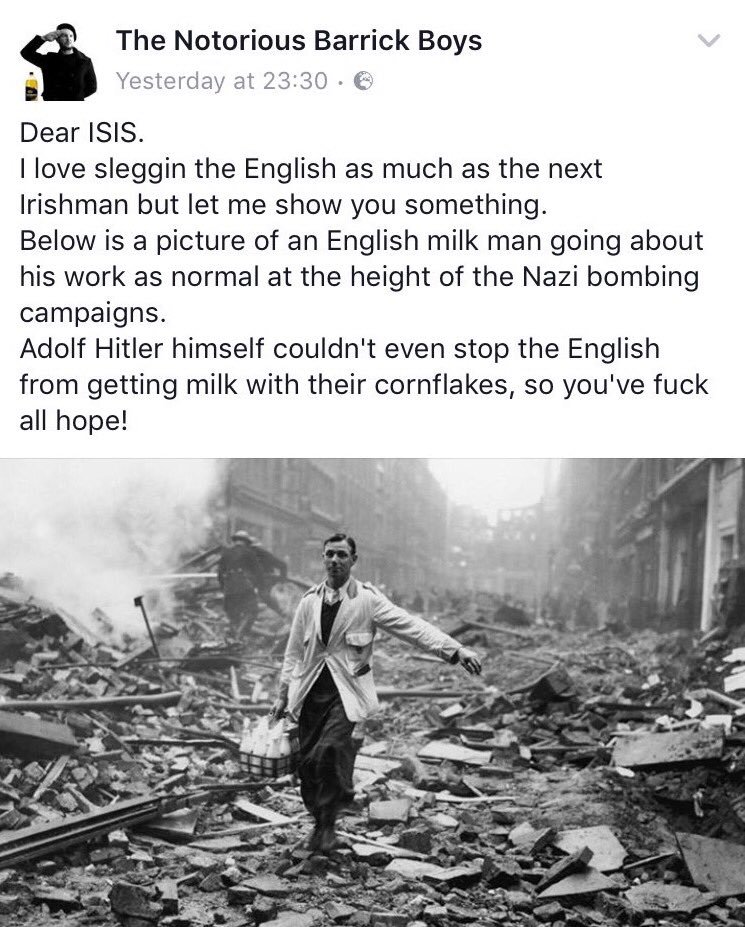 The Notorious Barrick Boys
Yesterday at 23:30 ·
Dear ISIS.
I love sleggin the English as much as the next
Irishman but let me show you something.
Below is a picture of an English milk man going about
his work as normal at the height of the Nazi bombing
campaigns.
Adolf Hitler himself couldn't even stop the English
from getting milk with their cornflakes, so you've fuck
all hope!